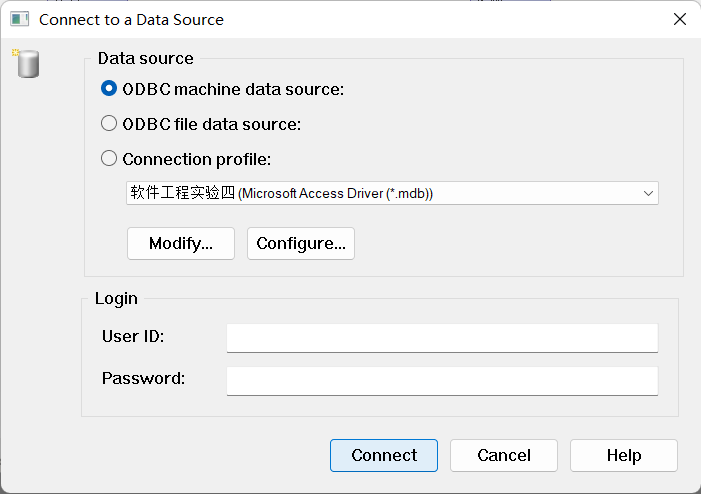 Connect to a Data Source
Data source
ODBC machine data source:
ODBC file data source:
Connection profile:
软件工程实验四 (Microsoft Access Driver (*.mdb))
Modify...
Configure...
Login
User ID:
Password:
Connect
Cancel
Help